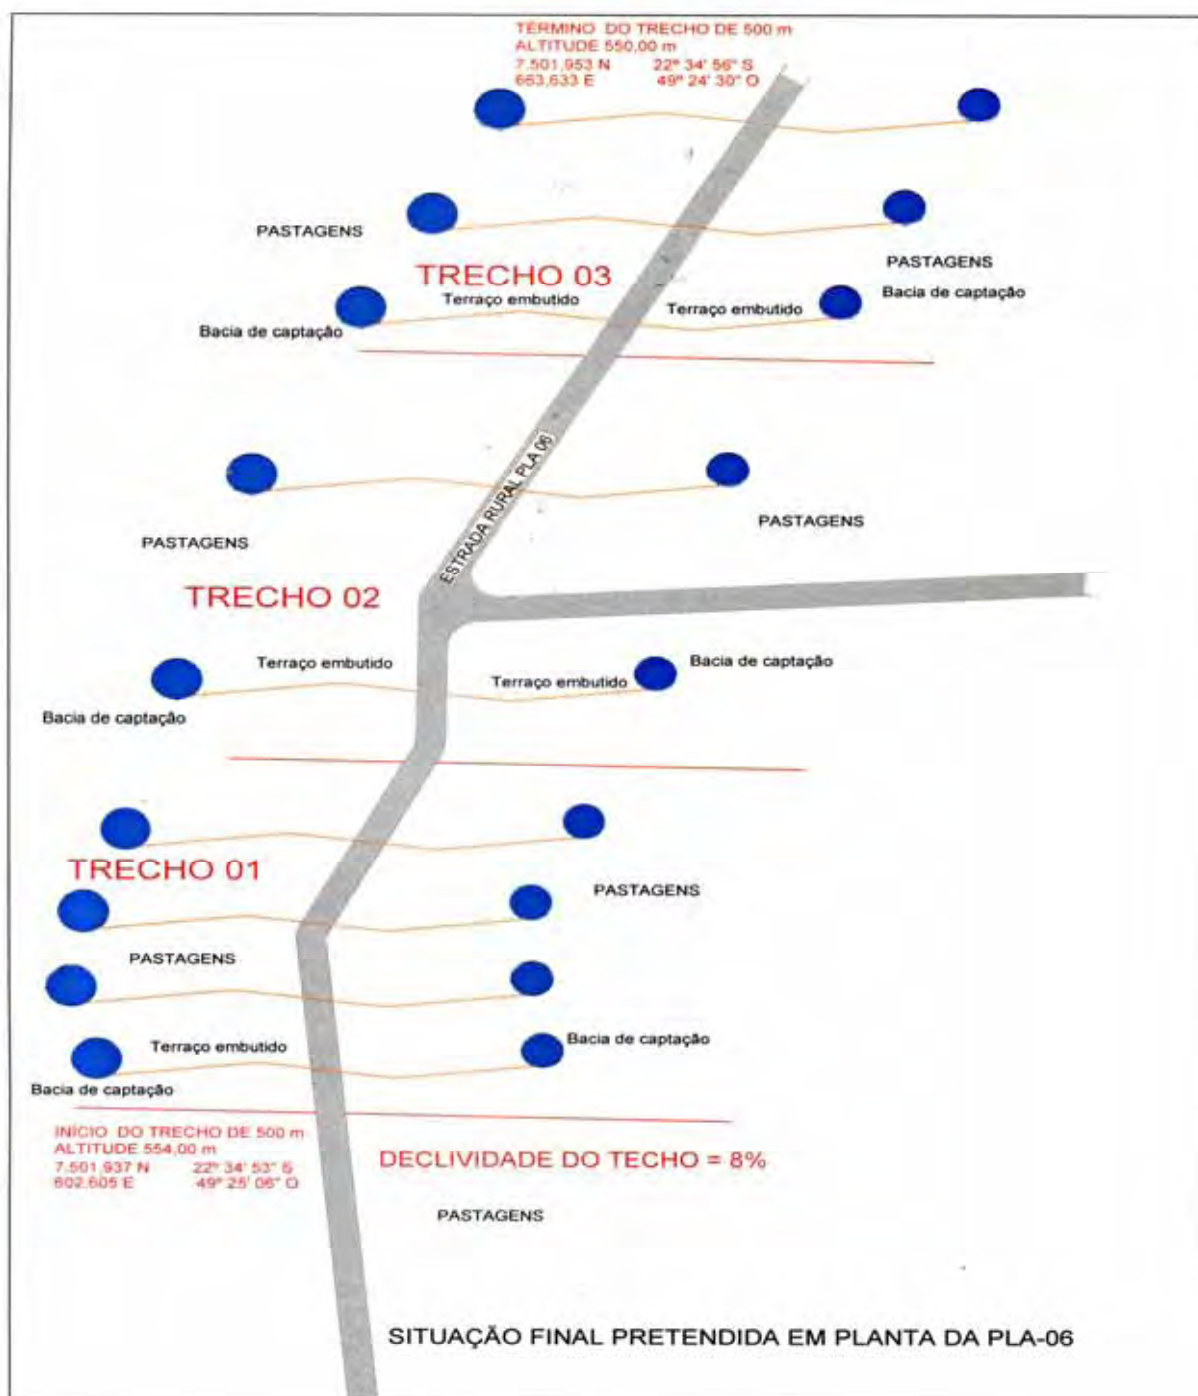 TÉRMINO DO TRECHO DE 500 m
ALTITUDE 550,00 m
7.501,953 N 22º 34' 56" S
663,633 E 49º 24' 30" O
PASTAGENS
PASTAGENS
TRECHO 03
Bacia de captação
Terraço embutido
Terraço embutido
Bacia de captação
ESTRADA RURAL PLA 06
PASTAGENS
PASTAGENS
TRECHO 02
Terraço embutido
Bacia de captação
Terraço embutido
Bacia de captação
TRECHO 01
PASTAGENS
PASTAGENS
Terraço embutido
Bacia de captação
Bacia de captação
INÍCIO DO TRECHO DE 500 m
ALTITUDE 554,00 m
7.501,937 N 22º 34' 53" S
602,605 E 49º 25' 06" O
DECLIVIDADE DO TECHO = 8%
PASTAGENS
SITUAÇÃO FINAL PRETENDIDA EM PLANTA DA PLA-06